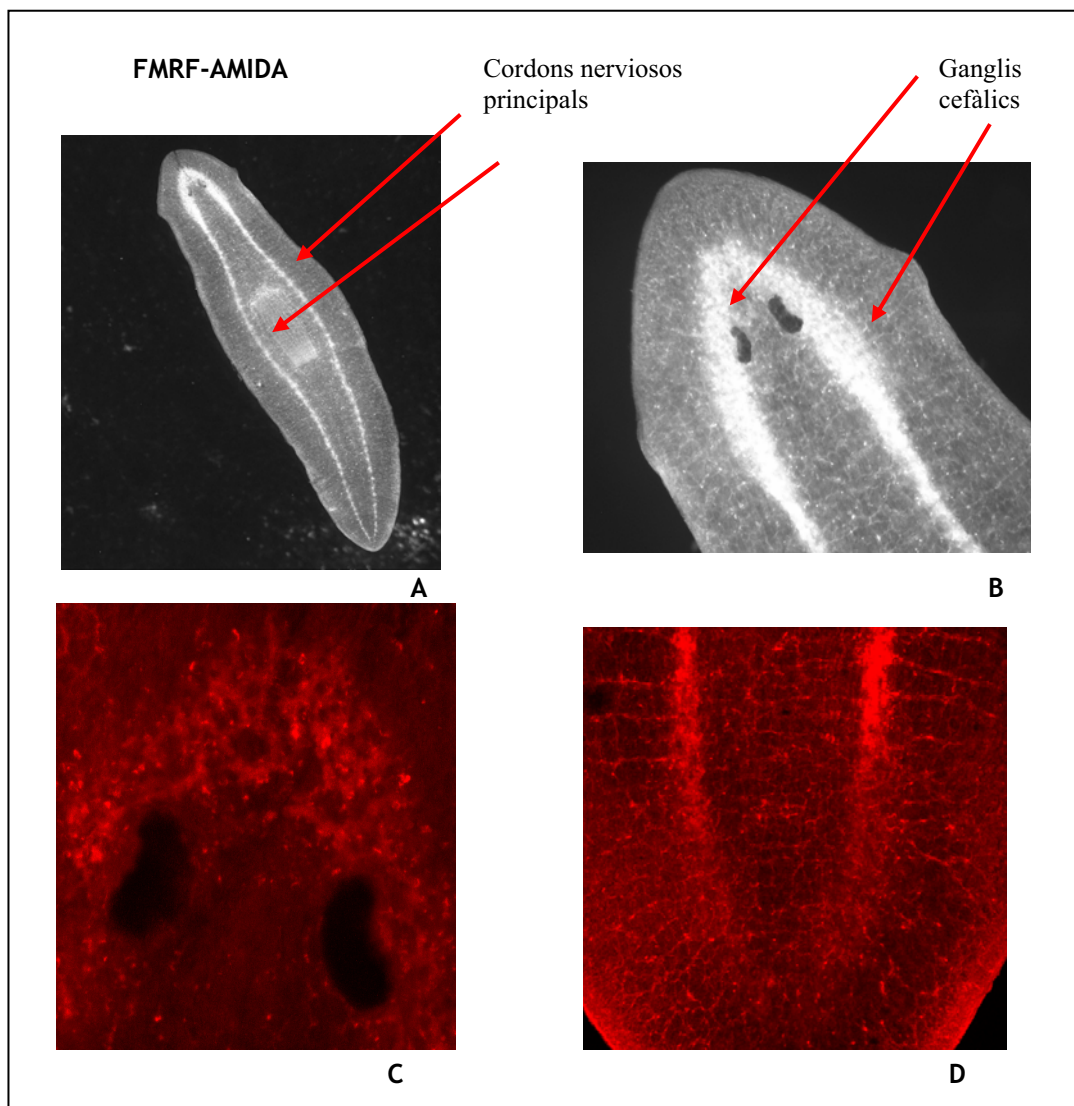 FMRF-AMIDA
Cordons nerviosos
principals
Ganglis
cefàlics
A
B
C
D